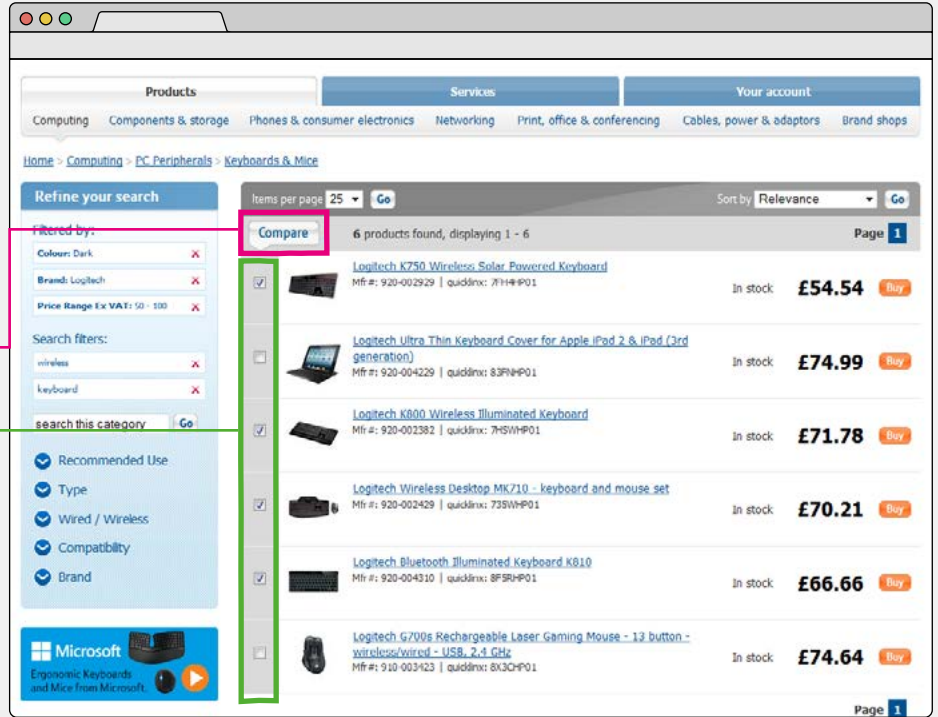 Products Services Your account
Computing Components & storage Phones & consumer electronics Networking Print, office & conferencing Cables, power & adaptors Brand shops
Home > Computing > PC Peripherals > Keyboards & Mice
Refine your search
Filtered by:
Colour: Dark X
Brand: Logitech X
Price Range Ex VAT: 50 - 100 X
Search filters:
wireless X
keyboard X
search this category Go
Recommended Use
Type
Wired / Wireless
Compatibility
Brand
Microsoft
Ergonomic Keyboards
and Mice from Microsoft.
Items per page 25 Go Sort by Relevance Go
Compare 6 products found, displaying 1 - 6 Page 1
Logitech K750 Wireless Solar Powered Keyboard
Mfr#: 920-002929 | quicklinx: 7FH4HP01
In stock £54.54 Buy
Logitech Ultra Thin Keyboard Cover for Apple iPad 2 & iPad (3rd
generation)
Mfr#: 920-004229 | quicklinx: 83FNHP01
In stock £74.99 Buy
Logitech K800 Wireless Illuminated Keyboard
Mfr#: 920-002382 | quicklinx: 7HSWHP01
In stock £71.78 Buy
Logitech Wireless Desktop MK710 - keyboard and mouse set
Mfr#: 920-002429 | quicklinx: 735WHP01
In stock £70.21 Buy
Logitech Bluetooth Illuminated Keyboard K810
Mfr#: 920-004310 | quicklinx: 8FSRHP01
In stock £66.66 Buy
Logitech G700s Rechargeable Laser Gaming Mouse - 13 button -
wireless/wired - USB, 2.4 GHz
Mfr#: 910-003423 | quicklinx: 8X3CHP01
In stock £74.64 Buy
Page 1